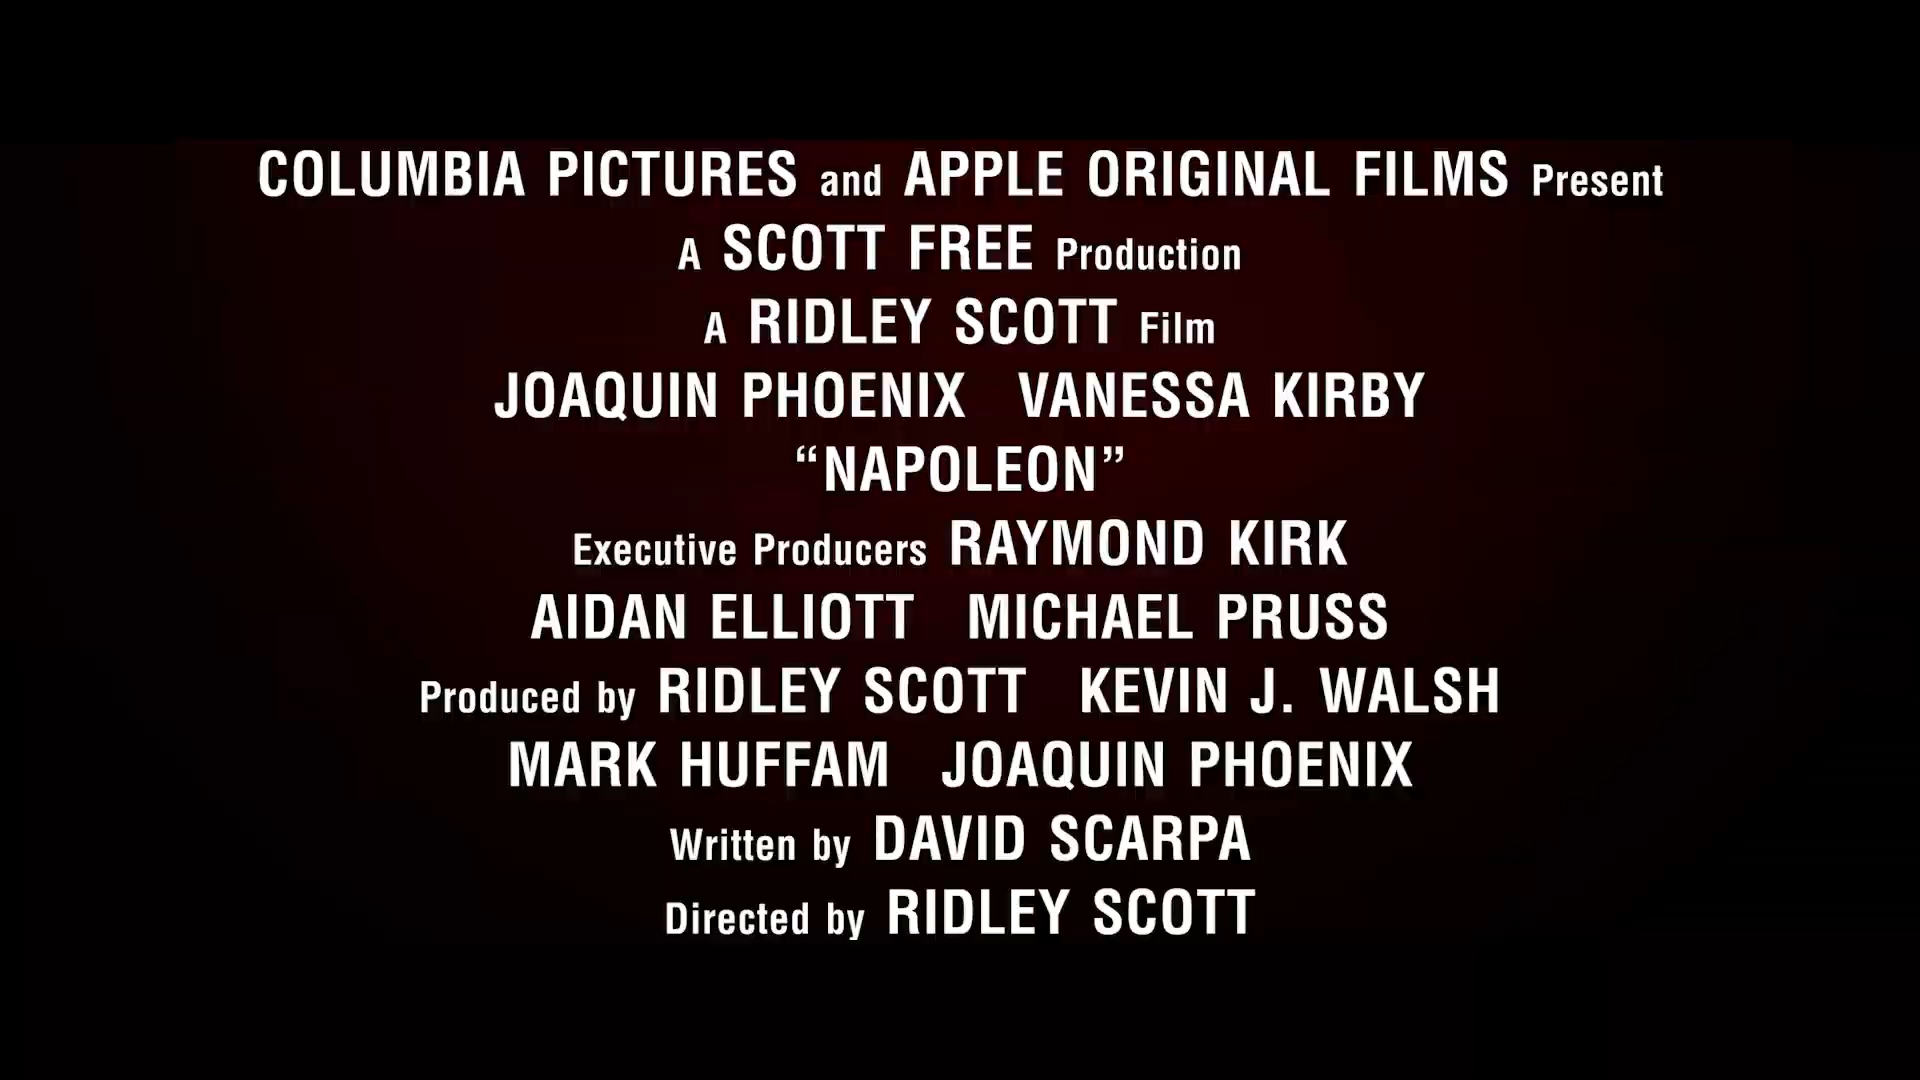 COLUMBIA PICTURES and APPLE ORIGINAL FILMS Present
A SCOTT FREE Production
A RIDLEY SCOTT Film
JOAQUIN PHOENIX VANESSA KIRBY
“NAPOLEON”
Executive Producers RAYMOND KIRK
AIDAN ELLIOTT MICHAEL PRUSS
Produced by RIDLEY SCOTT KEVIN J. WALSH
MARK HUFFAM JOAQUIN PHOENIX
Written by DAVID SCARPA
Directed by RIDLEY SCOTT